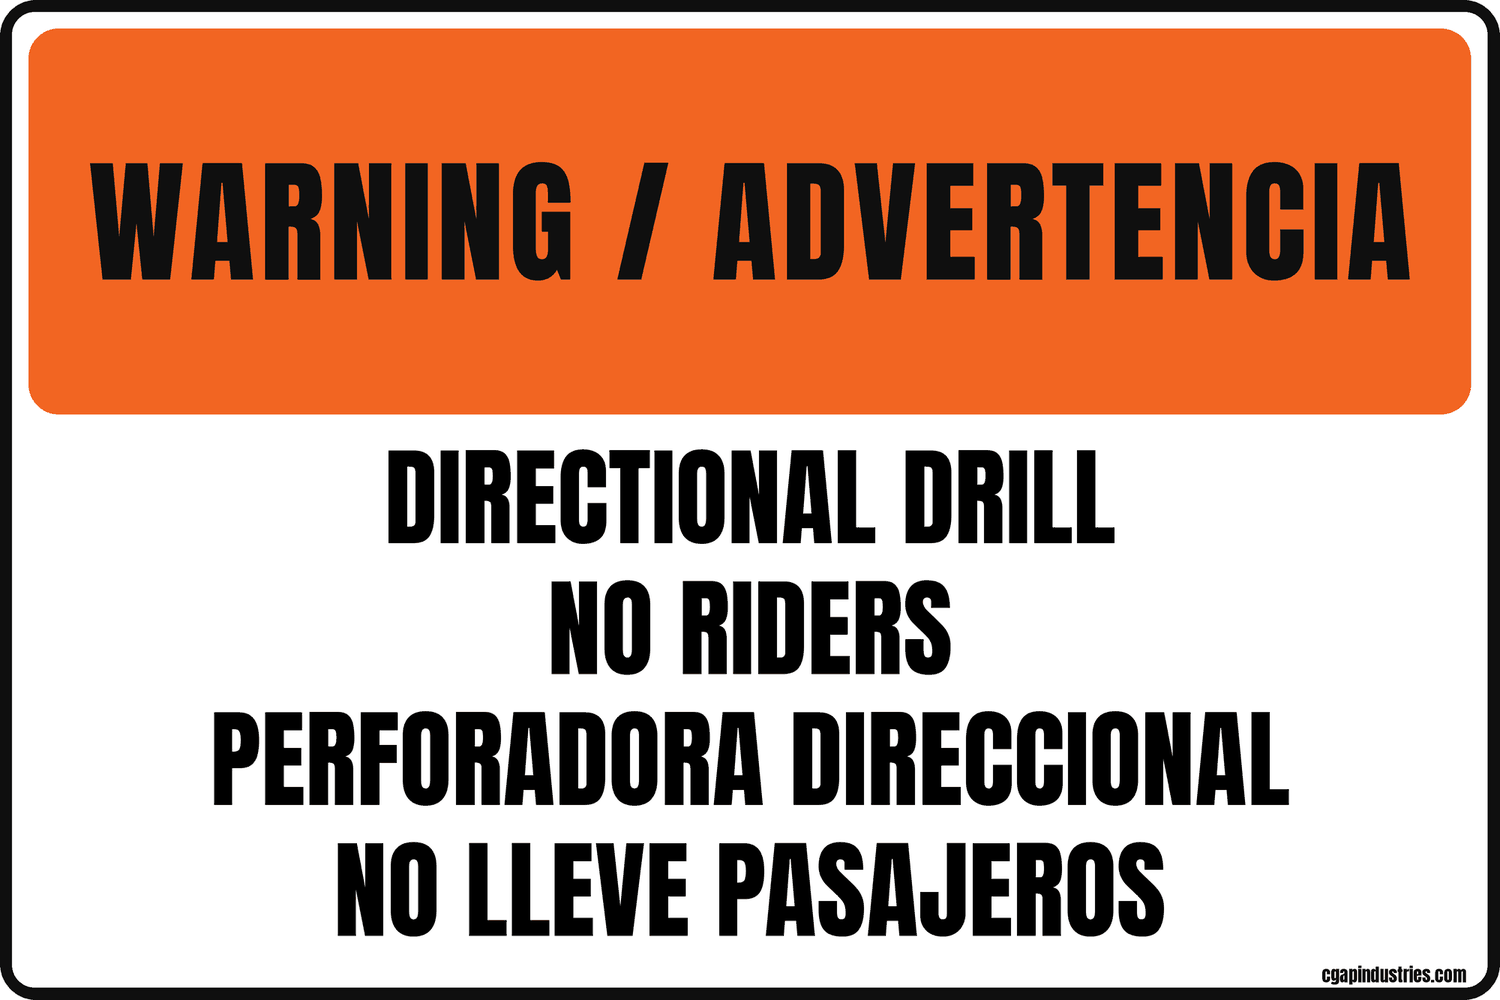 WARNING / ADVERTENCIA
DIRECTIONAL DRILL
NO RIDERS
PERFORADORA DIRECCIONAL
NO LLEVE PASAJEROS
cgapindustries.com